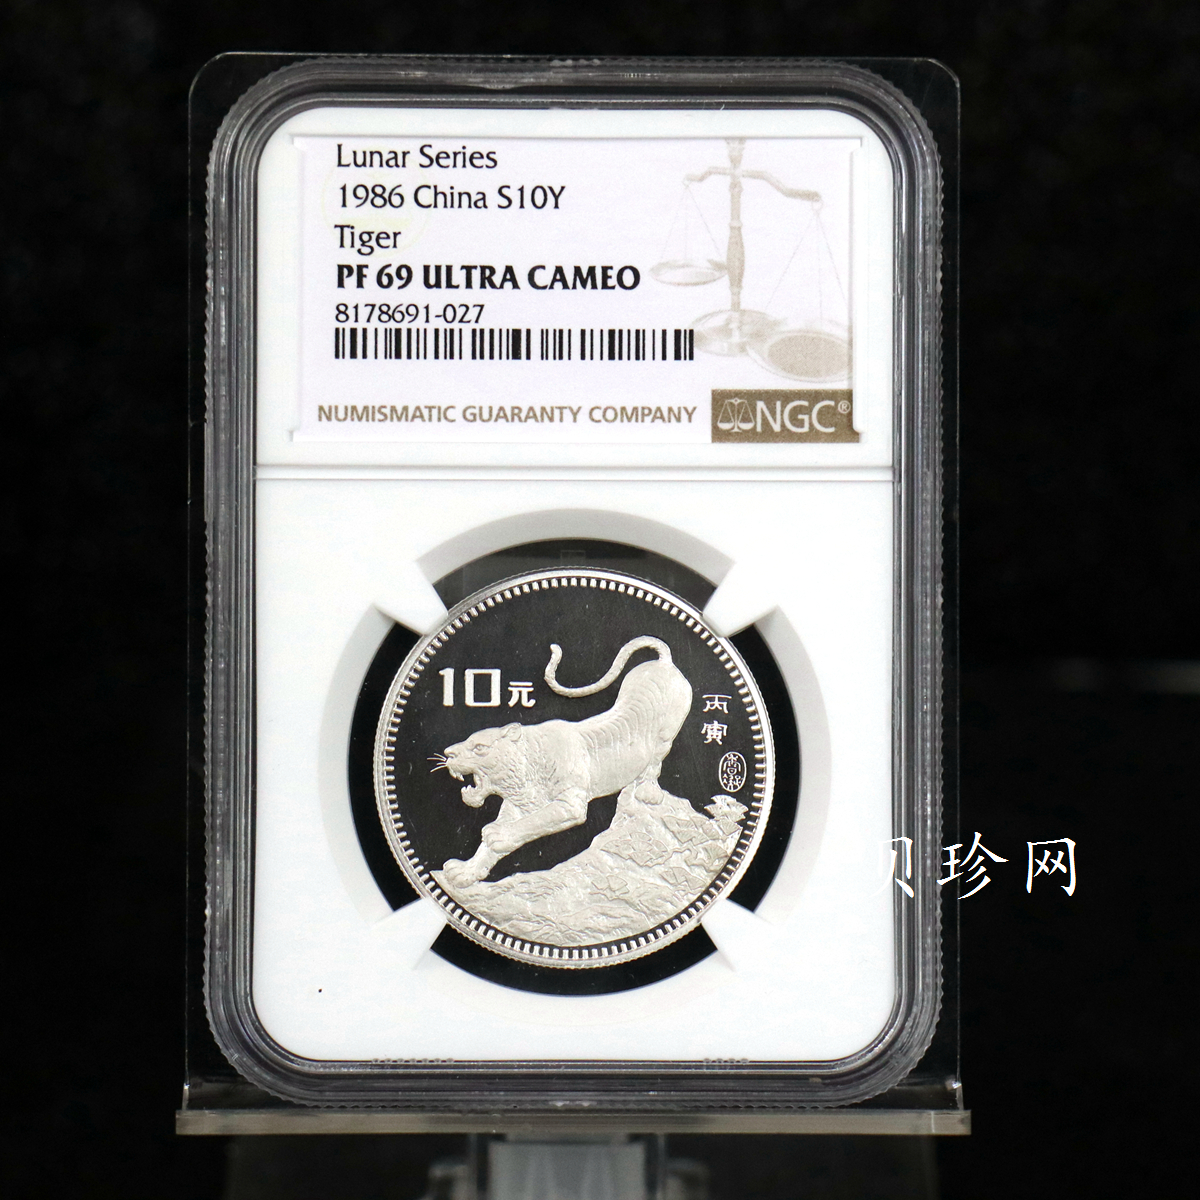 Lunar Series
1986 China S10Y
Tiger
PF 69 ULTRA CAMEO
8178691-027
NUMISMATIC GUARANTY COMPANY
NGC®
10元
丙寅
贝珍网